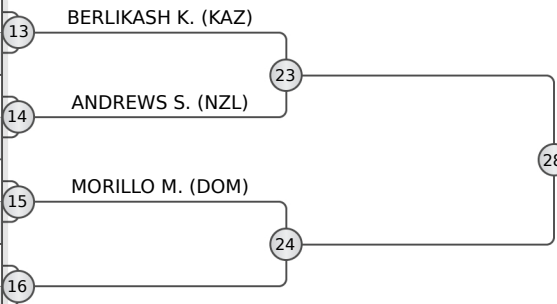 BERLIKASH K. (KAZ)
13
23
ANDREWS S. (NZL)
14
28
MORILLO M. (DOM)
15
24
16